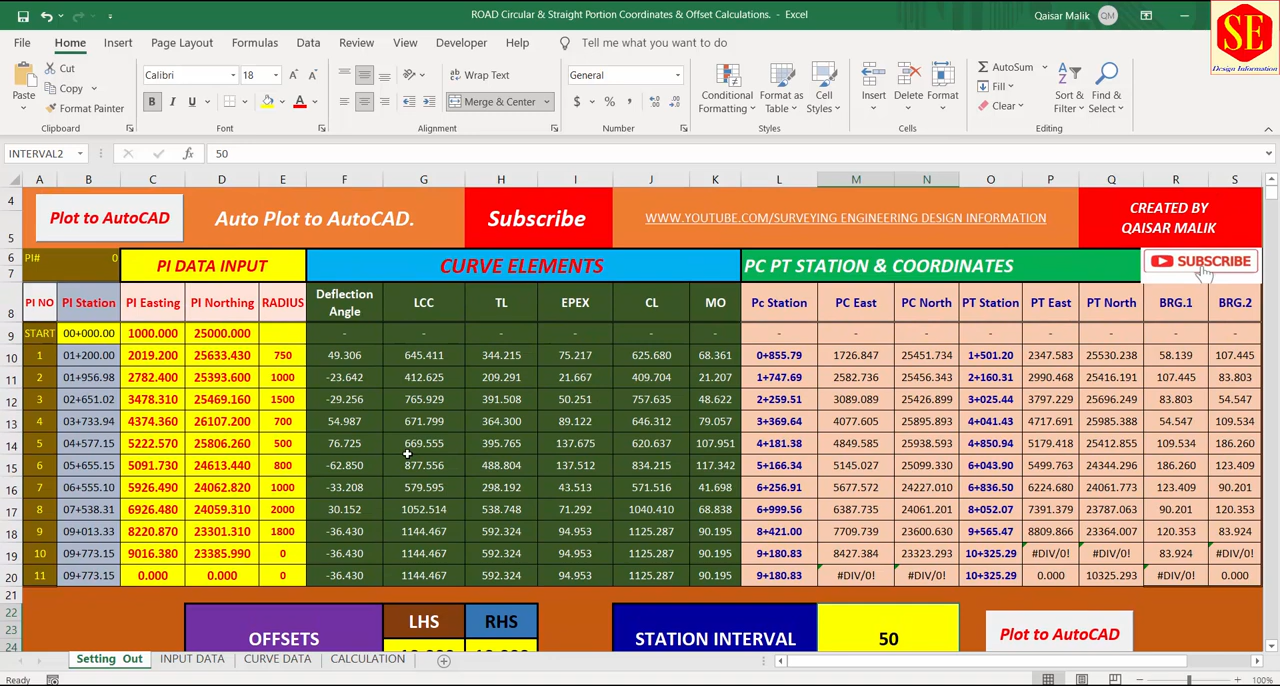 ROAD Circular & Straight Portion Coordinates & Offset Calculations. - Excel
Qaisar Malik QM
SE
Design Information
File Home Insert Page Layout Formulas Data Review View Developer Help Tell me what you want to do
Paste
Cut
Copy
Format Painter
Clipboard
Calibri 18
B I U
Font
Wrap Text
Merge & Center
Alignment
General
$ % ,
Number
Conditional Formatting
Format as Table
Cell Styles
Styles
Insert Delete Format
Cells
AutoSum
Fill
Clear
Sort & Filter
Find & Select
Editing
INTERVAL2 fx 50
A B C D E F G H I J K L M N O P Q R S
4
5
Plot to AutoCAD Auto Plot to AutoCAD. Subscribe WWW.YOUTUBE.COM/SURVEYING ENGINEERING DESIGN INFORMATION CREATED BY
QAISAR MALIK
6
7
PI# 0 PI DATA INPUT CURVE ELEMENTS PC PT STATION & COORDINATES SUBSCRIBE
8 PI NO PI Station PI Easting PI Northing RADIUS Deflection Angle LCC TL EPEX CL MO Pc Station PC East PC North PT Station PT East PT North BRG.1 BRG.2
9 START 00+000.00 1000.000 25000.000 - - - - - - - - - - - - - -
10 1 01+200.00 2019.200 25633.430 750 49.306 645.411 344.215 75.217 625.680 68.361 0+855.79 1726.847 25451.734 1+501.20 2347.583 25530.238 58.139 107.445
11 2 01+956.98 2782.400 25393.600 1000 -23.642 412.625 209.291 21.667 409.704 21.207 1+747.69 2582.736 25456.343 2+160.31 2990.468 25416.191 107.445 83.803
12 3 02+651.02 3478.310 25469.160 1500 -29.256 765.929 391.508 50.251 757.635 48.622 2+259.51 3089.089 25426.899 3+025.44 3797.229 25696.249 83.803 54.547
13 4 03+733.94 4374.360 26107.200 700 54.987 671.799 364.300 89.122 646.312 79.057 3+369.64 4077.605 25895.893 4+041.43 4717.691 25985.388 54.547 109.534
14 5 04+577.15 5222.570 25806.260 500 76.725 669.555 395.765 137.675 620.637 107.951 4+181.38 4849.585 25938.593 4+850.94 5179.418 25412.855 109.534 186.260
15 6 05+655.15 5091.730 24613.440 800 -62.850 877.556 488.804 137.512 834.215 117.342 5+166.34 5145.027 25099.330 6+043.90 5499.763 24344.296 186.260 123.409
16 7 06+555.10 5926.490 24062.820 1000 -33.208 579.595 298.192 43.513 571.516 41.698 6+256.91 5677.572 24227.010 6+836.50 6224.680 24061.773 123.409 90.201
17 8 07+538.31 6926.480 24059.310 2000 30.152 1052.514 538.748 71.292 1040.410 68.838 6+999.56 6387.735 24061.201 8+052.07 7391.379 23787.063 90.201 120.353
18 9 09+013.33 8220.870 23301.310 1800 -36.430 1144.467 592.324 94.953 1125.287 90.195 8+421.00 7709.739 23600.630 9+565.47 8809.866 23364.007 120.353 83.924
19 10 09+773.15 9016.380 23385.990 0 -36.430 1144.467 592.324 94.953 1125.287 90.195 9+180.83 8427.384 23323.293 10+325.29 #DIV/0! #DIV/0! 83.924 #DIV/0!
20 11 09+773.15 0.000 0.000 0 -36.430 1144.467 592.324 94.953 1125.287 90.195 9+180.83 #DIV/0! #DIV/0! 10+325.29 0.000 10325.293 #DIV/0! 0.000
21
22 LHS RHS
23 OFFSETS STATION INTERVAL 50 Plot to AutoCAD
24
Setting Out INPUT DATA CURVE DATA CALCULATION
Ready 100%